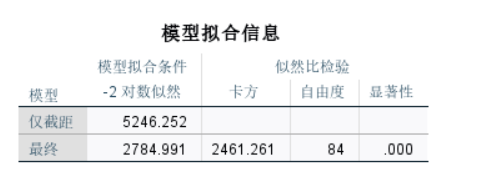 模型拟合信息
模型拟合条件 似然比检验
模型 -2 对数似然 卡方 自由度 显著性
仅截距 5246.252
最终 2784.991 2461.261 84 .000